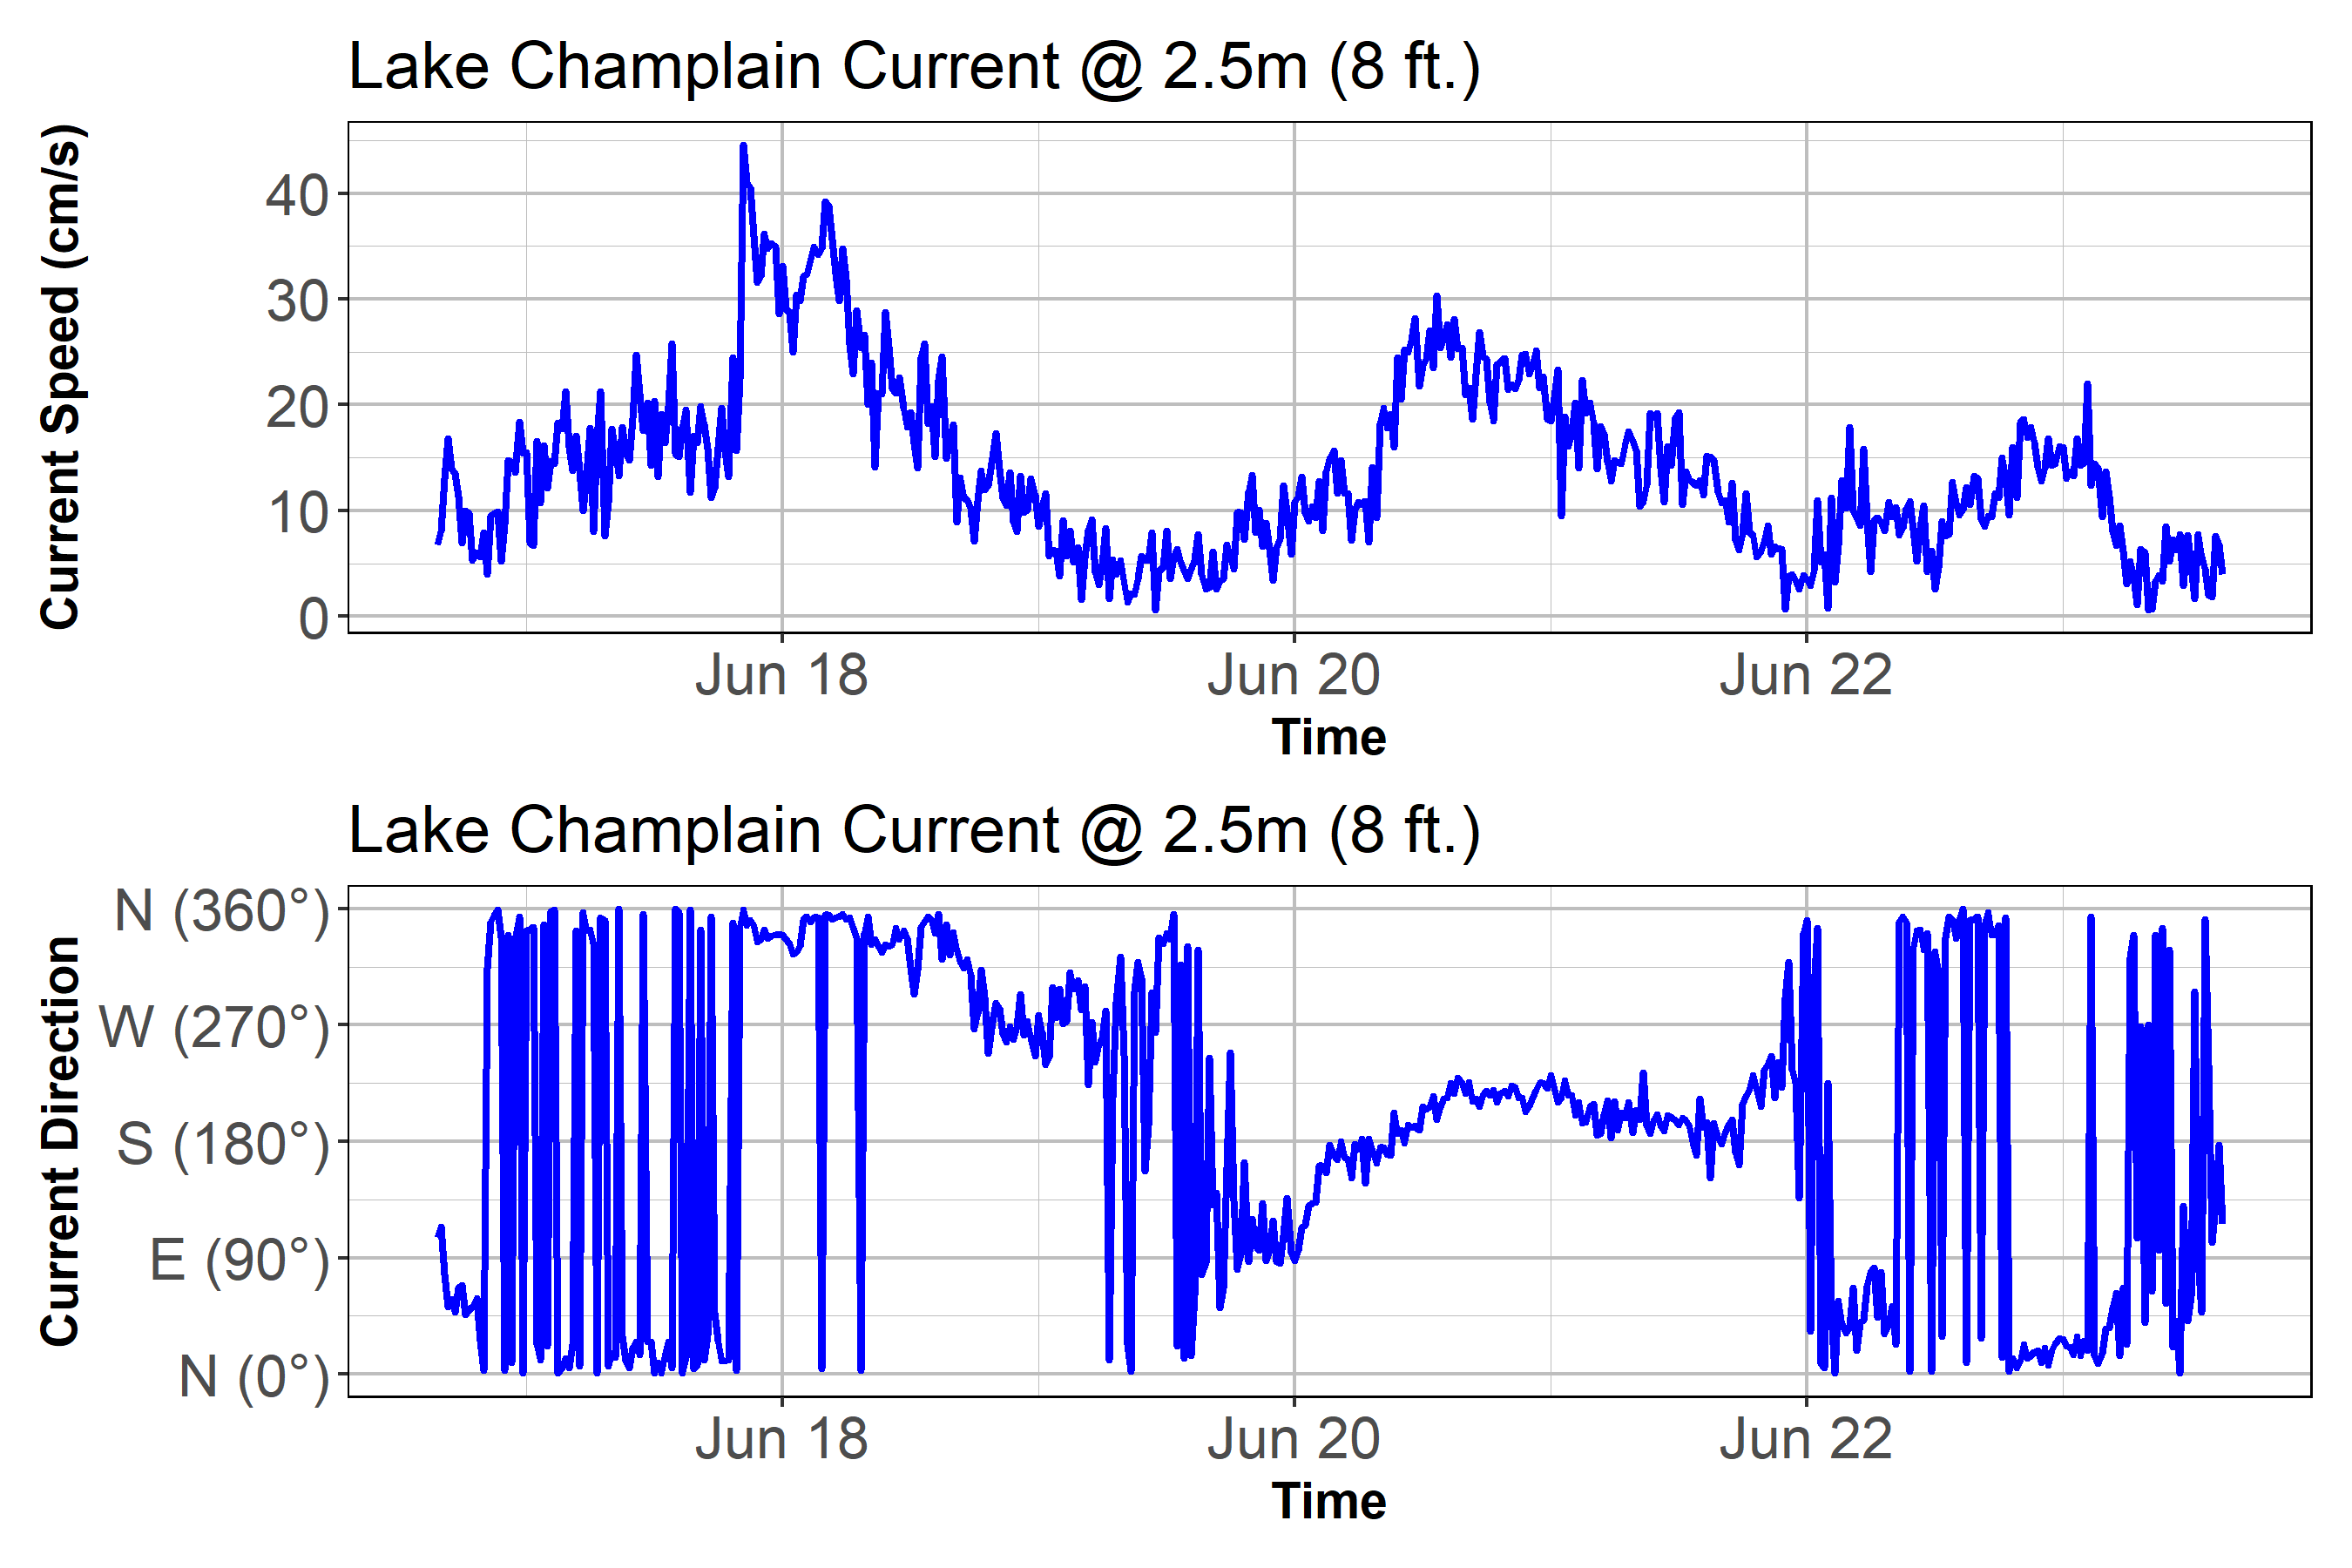 Lake Champlain Current @ 2.5m (8 ft.)
Current Speed (cm/s)
40
30
20
10
0
Jun 18 Jun 20 Jun 22
Time
Lake Champlain Current @ 2.5m (8 ft.)
Current Direction
N (360°)
W (270°)
S (180°)
E (90°)
N (0°)
Jun 18 Jun 20 Jun 22
Time